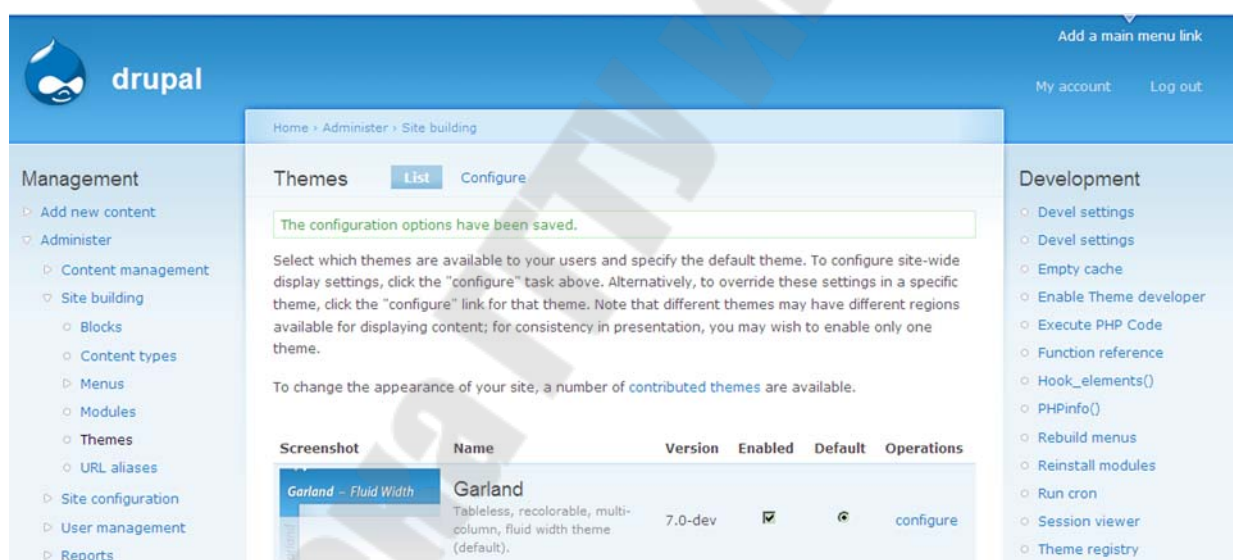 Add a main menu link
drupal
My account Log out
Home › Administer › Site building
Management
Add new content
Administer
Content management
Site building
Blocks
Content types
Menus
Modules
Themes
URL aliases
Site configuration
User management
Reports
Themes List Configure
The configuration options have been saved.
Select which themes are available to your users and specify the default theme. To configure site-wide
display settings, click the "configure" task above. Alternatively, to override these settings in a specific
theme, click the "configure" link for that theme. Note that different themes may have different regions
available for displaying content; for consistency in presentation, you may wish to enable only one
theme.
To change the appearance of your site, a number of contributed themes are available.
Screenshot Name Version Enabled Default Operations
Garland – Fluid Width
Garland
Tableless, recolorable, multi-
column, fluid width theme
(default).
7.0-dev configure
Development
Devel settings
Devel settings
Empty cache
Enable Theme developer
Execute PHP Code
Function reference
Hook_elements()
PHPinfo()
Rebuild menus
Reinstall modules
Run cron
Session viewer
Theme registry